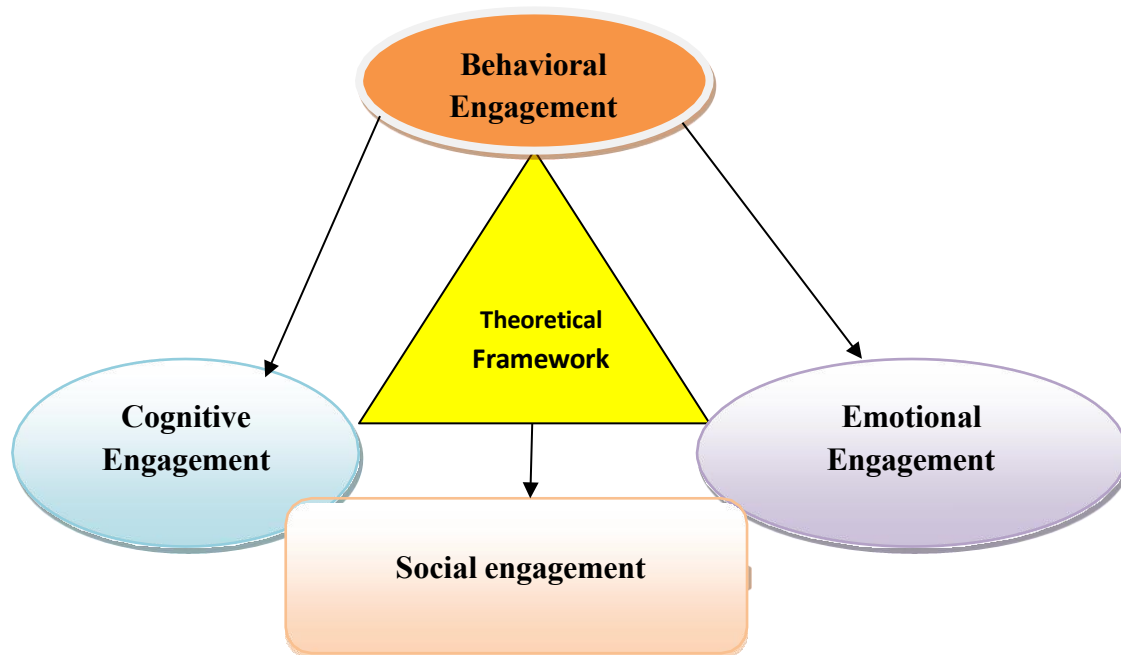 Behavioral
Engagement
Theoretical
Framework
Cognitive
Engagement
Emotional
Engagement
Social engagement